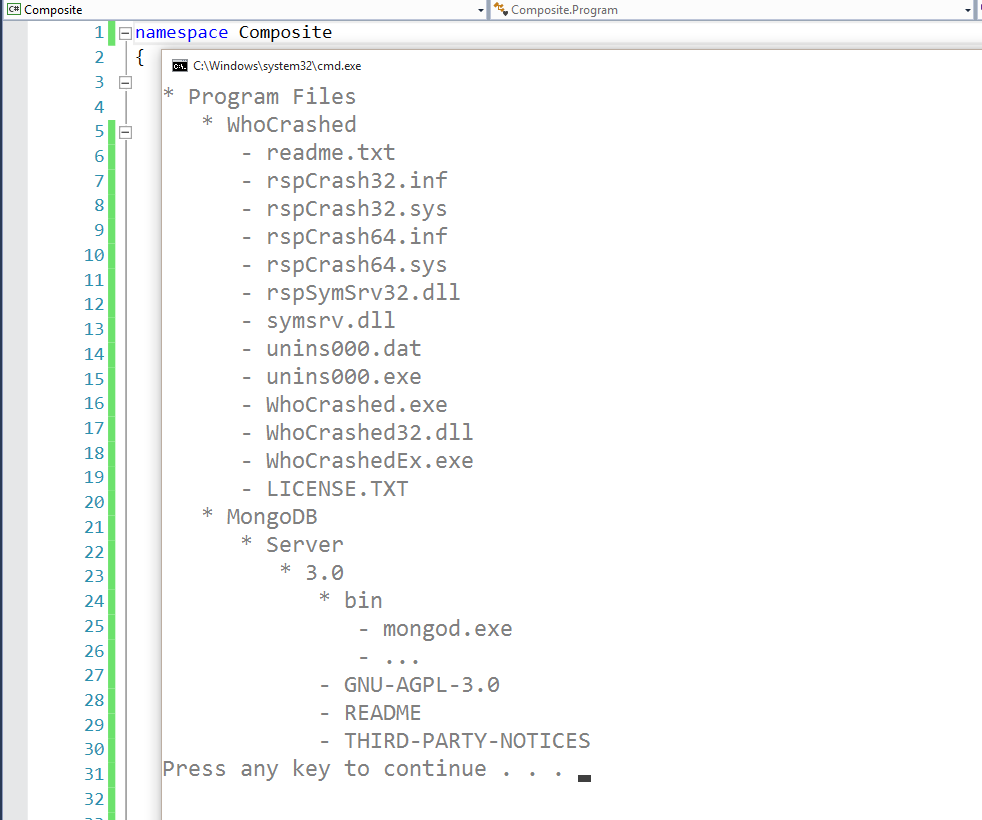 C# Composite Composite.Program
1 namespace Composite
2 {
C:\Windows\system32\cmd.exe
3
* Program Files
4
* WhoCrashed
5
- readme.txt
6
- rspCrash32.inf
7
- rspCrash32.sys
8
- rspCrash64.inf
9
- rspCrash64.sys
10
- rspSymSrv32.dll
11
- symsrv.dll
12
- unins000.dat
13
- unins000.exe
14
- WhoCrashed.exe
15
- WhoCrashed32.dll
16
- WhoCrashedEx.exe
17
- LICENSE.TXT
18
* MongoDB
19
* Server
20
* 3.0
21
* bin
22
- mongod.exe
23
- ...
24
- GNU-AGPL-3.0
25
- README
26
- THIRD-PARTY-NOTICES
27
Press any key to continue . . .
28
29
30
31
32